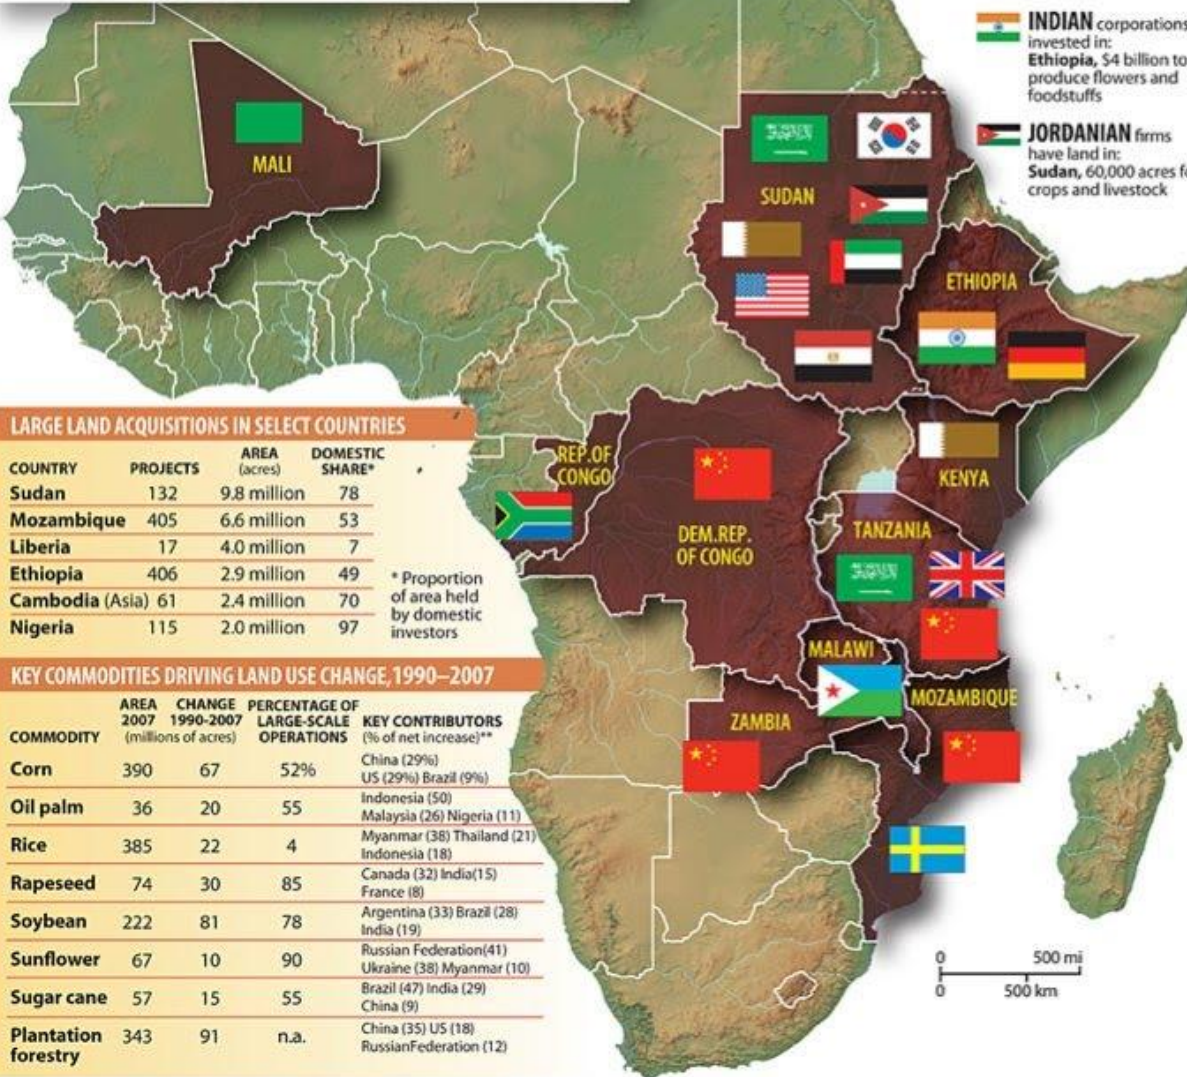 INDIAN corporations
invested in:
Ethiopia, $4 billion to
produce flowers and
foodstuffs
JORDANIAN firms
have land in:
Sudan, 60,000 acres fo
crops and livestock
MALI
SUDAN
ETHIOPIA
REP.OF
CONGO
DEM.REP.
OF CONGO
KENYA
TANZANIA
MALAWI
MOZAMBIQUE
ZAMBIA
0 500 mi
0 500 km
LARGE LAND ACQUISITIONS IN SELECT COUNTRIES
COUNTRY PROJECTS AREA (acres) DOMESTIC SHARE*
Sudan 132 9.8 million 78
Mozambique 405 6.6 million 53
Liberia 17 4.0 million 7
Ethiopia 406 2.9 million 49
Cambodia (Asia) 61 2.4 million 70
Nigeria 115 2.0 million 97
* Proportion
of area held
by domestic
investors
KEY COMMODITIES DRIVING LAND USE CHANGE,1990–2007
COMMODITY AREA 2007 CHANGE 1990-2007 (millions of acres) PERCENTAGE OF LARGE-SCALE OPERATIONS KEY CONTRIBUTORS (% of net increase)**
Corn 390 67 52% China (29%)
US (29%) Brazil (9%)
Oil palm 36 20 55 Indonesia (50)
Malaysia (26) Nigeria (11)
Rice 385 22 4 Myanmar (38) Thailand (21)
Indonesia (18)
Rapeseed 74 30 85 Canada (32) India(15)
France (8)
Soybean 222 81 78 Argentina (33) Brazil (28)
India (19)
Sunflower 67 10 90 Russian Federation(41)
Ukraine (38) Myanmar (10)
Sugar cane 57 15 55 Brazil (47) India (29)
China (9)
Plantation forestry 343 91 n.a. China (35) US (18)
RussianFederation (12)